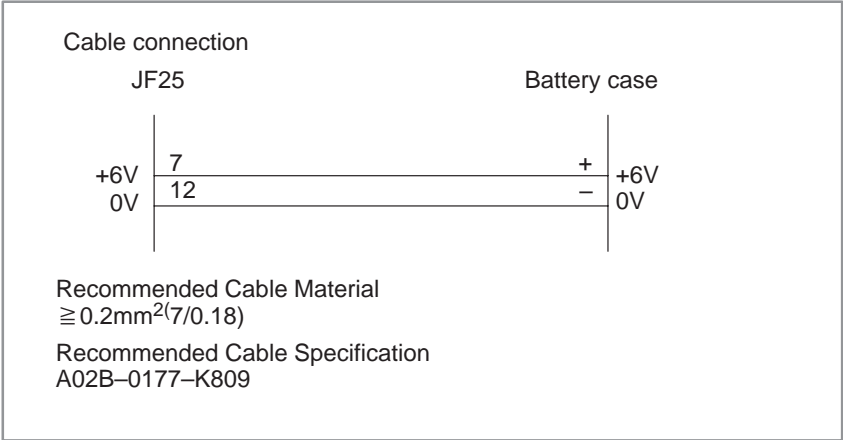 Cable connection
JF25 Battery case
+6V 7 + +6V
0V 12 – 0V
Recommended Cable Material
≧0.2mm²⁽7/0.18)
Recommended Cable Specification
A02B–0177–K809